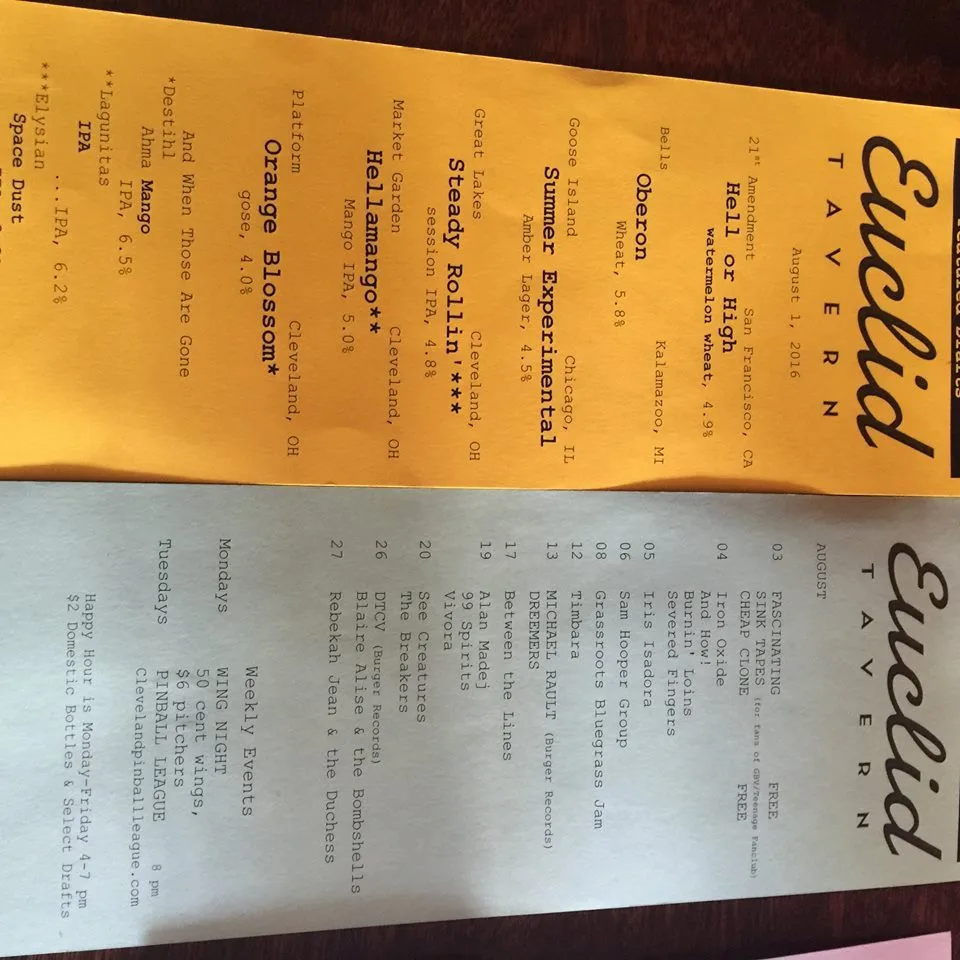 Featured Drafts
Euclid
TAVERN
August 1, 2016
21st Amendment San Francisco, CA
Hell or High
watermelon wheat, 4.9%
Bells Kalamazoo, MI
Oberon
Wheat, 5.8%
Goose Island Chicago, IL
Summer Experimental
Amber Lager, 4.5%
Great Lakes Cleveland, OH
Steady Rollin'***
session IPA, 4.8%
Market Garden Cleveland, OH
Hellamango**
Mango IPA, 5.0%
Platform Cleveland, OH
Orange Blossom*
gose, 4.0%
And When Those Are Gone
*Destihl
Ahma Mango
IPA, 6.5%
**Lagunitas
IPA
...IPA, 6.2%
***Elysian
Space Dust
Euclid
TAVERN
AUGUST
03 FASCINATING FREE
SINK TAPES (for fans of GBV/Teenage Fanclub)
CHEAP CLONE FREE
04 Iron Oxide
And How!
Burnin' Loins
Severed Fingers
05 Iris Isadora
06 Sam Hooper Group
08 Grassroots Bluegrass Jam
12 Timbara
13 MICHAEL RAULT (Burger Records)
DREEMERS
17 Between the Lines
19 Alan Madej
99 Spirits
Vivora
20 See Creatures
The Breakers
26 DTCV (Burger Records)
Blaire Alise & the Bombshells
27 Rebekah Jean & the Duchess
Weekly Events
Mondays WING NIGHT
50 cent wings,
$6 pitchers
Tuesdays PINBALL LEAGUE 8 pm
Clevelandpinballleague.com
Happy Hour is Monday-Friday 4-7 pm
$2 Domestic Bottles & Select Drafts